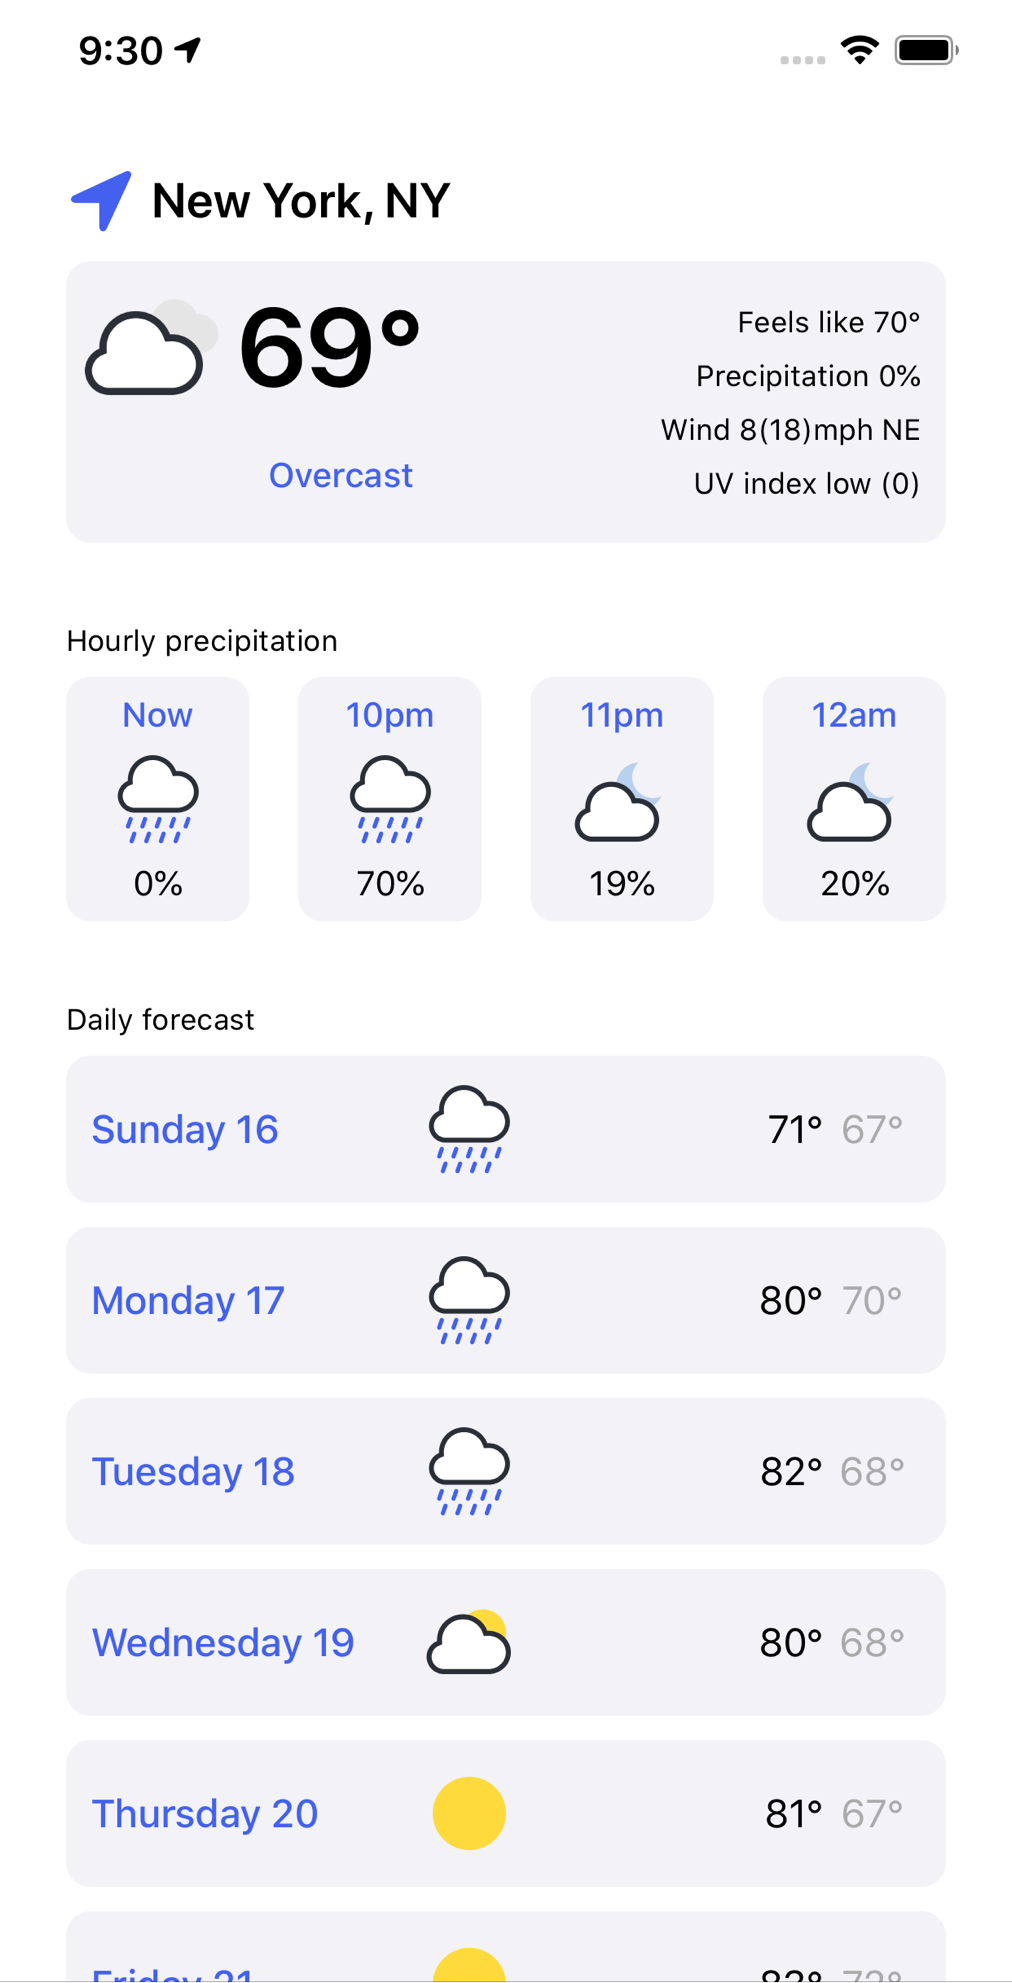 9:30
New York, NY
69°
Feels like 70°
Precipitation 0%
Wind 8(18)mph NE
Overcast
UV index low (0)
Hourly precipitation
Now 10pm 11pm 12am
0% 70% 19% 20%
Daily forecast
Sunday 16 71° 67°
Monday 17 80° 70°
Tuesday 18 82° 68°
Wednesday 19 80° 68°
Thursday 20 81° 67°
Friday 21